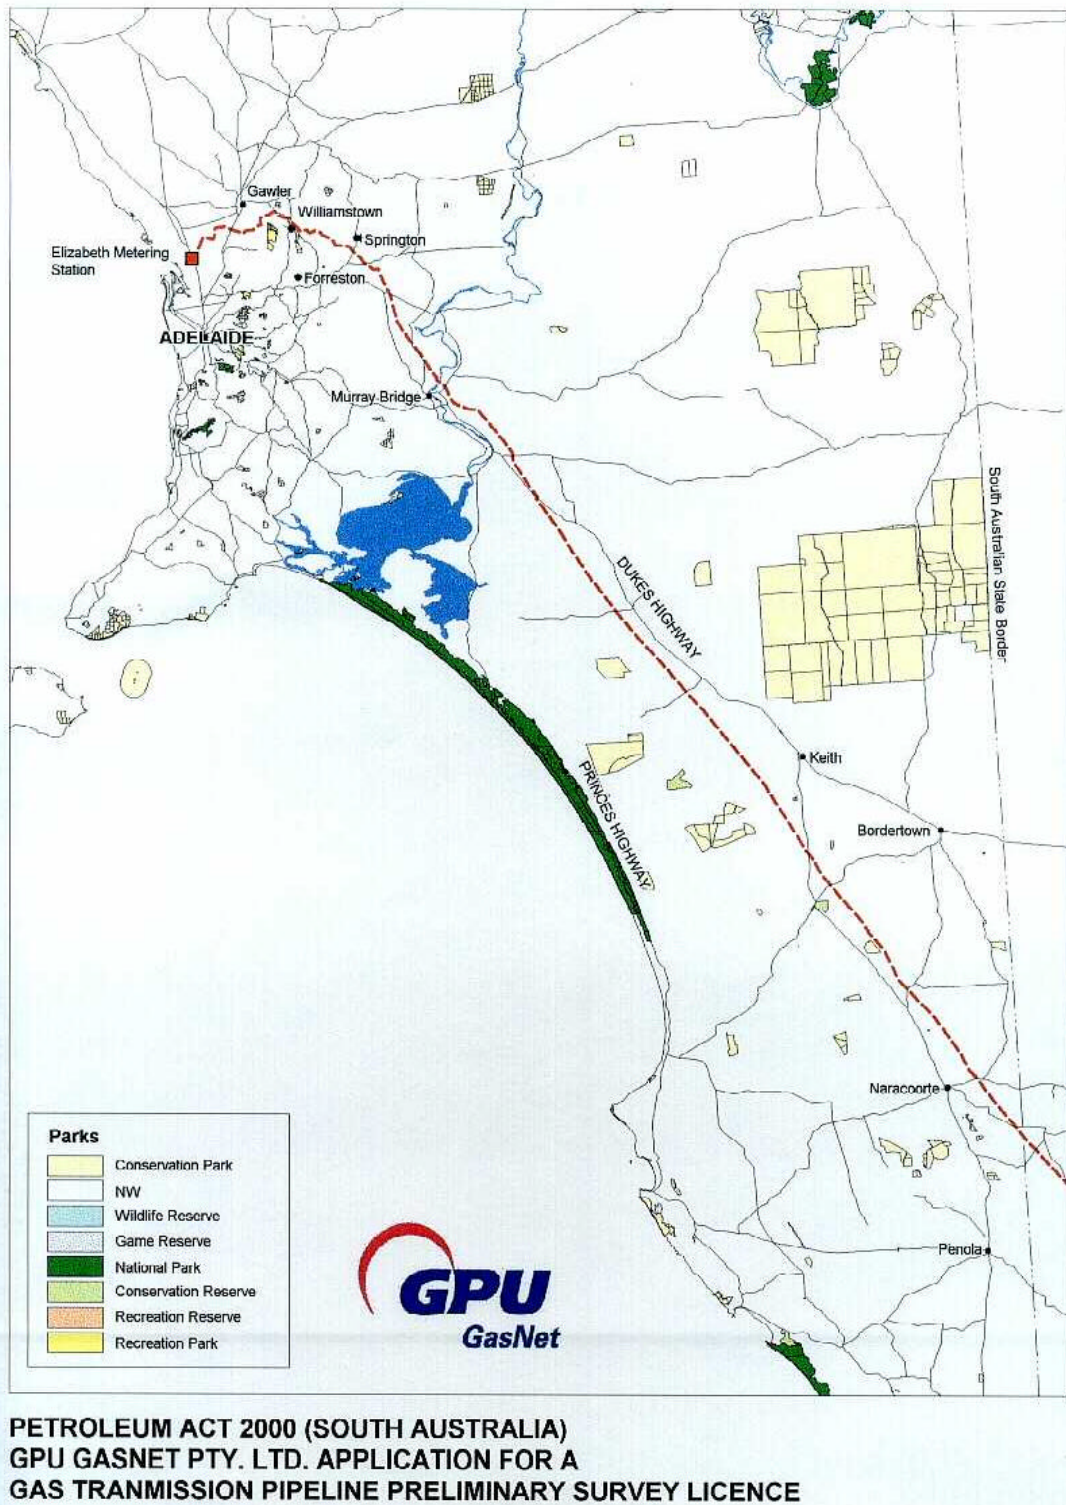 Gawler
Williamstown
Elizabeth Metering
Station
Springton
Forreston
ADELAIDE
Murray Bridge
South Australian State Border
DUKES HIGHWAY
Keith
PRINCES HIGHWAY
Bordertown
Naracoorte
Penola
Parks
Conservation Park
NW
Wildlife Reserve
Game Reserve
National Park
Conservation Reserve
Recreation Reserve
Recreation Park
GPU
GasNet
PETROLEUM ACT 2000 (SOUTH AUSTRALIA)
GPU GASNET PTY. LTD. APPLICATION FOR A
GAS TRANMISSION PIPELINE PRELIMINARY SURVEY LICENCE